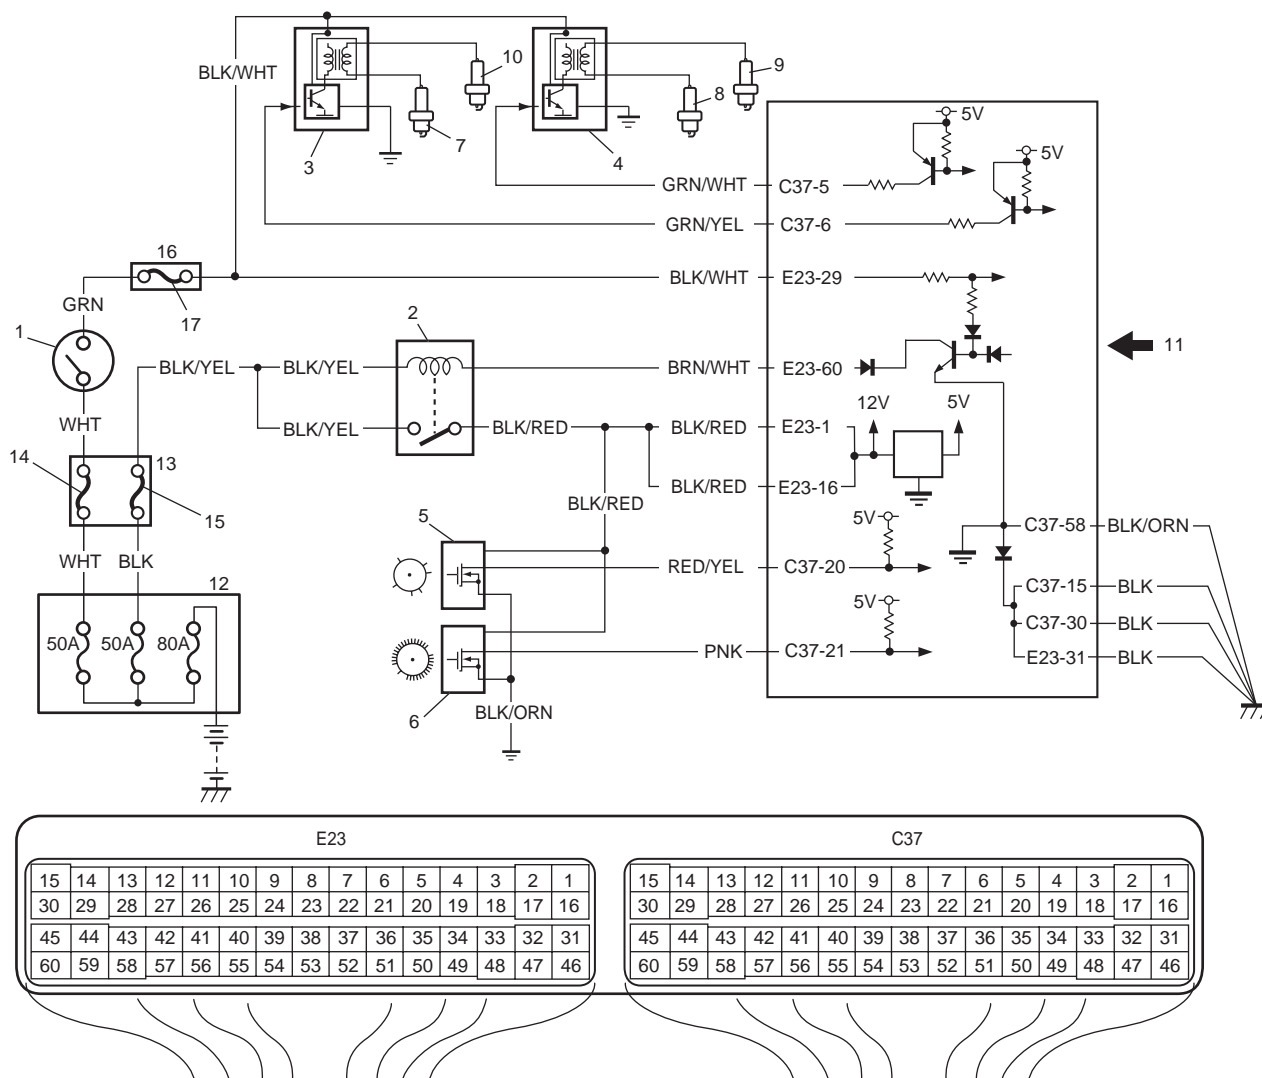 10
9
BLK/WHT
8
5V
7
3
4
5V
GRN/WHT
C37-5
GRN/YEL
C37-6
16
BLK/WHT
E23-29
GRN
17
2
1
11
BLK/YEL
BLK/YEL
BRN/WHT
E23-60
12V
5V
WHT
BLK/YEL
BLK/RED
BLK/RED
E23-1
14
13
BLK/RED
E23-16
BLK/RED
15
5
5V
C37-58
BLK/ORN
WHT
BLK
RED/YEL
C37-20
12
C37-15
BLK
5V
C37-30
BLK
50A
50A
80A
PNK
C37-21
E23-31
BLK
6
BLK/ORN
E23
C37
15 14 13 12 11 10 9 8 7 6 5 4 3 2 1
15 14 13 12 11 10 9 8 7 6 5 4 3 2 1
30 29 28 27 26 25 24 23 22 21 20 19 18 17 16
30 29 28 27 26 25 24 23 22 21 20 19 18 17 16
45 44 43 42 41 40 39 38 37 36 35 34 33 32 31
45 44 43 42 41 40 39 38 37 36 35 34 33 32 31
60 59 58 57 56 55 54 53 52 51 50 49 48 47 46
60 59 58 57 56 55 54 53 52 51 50 49 48 47 46